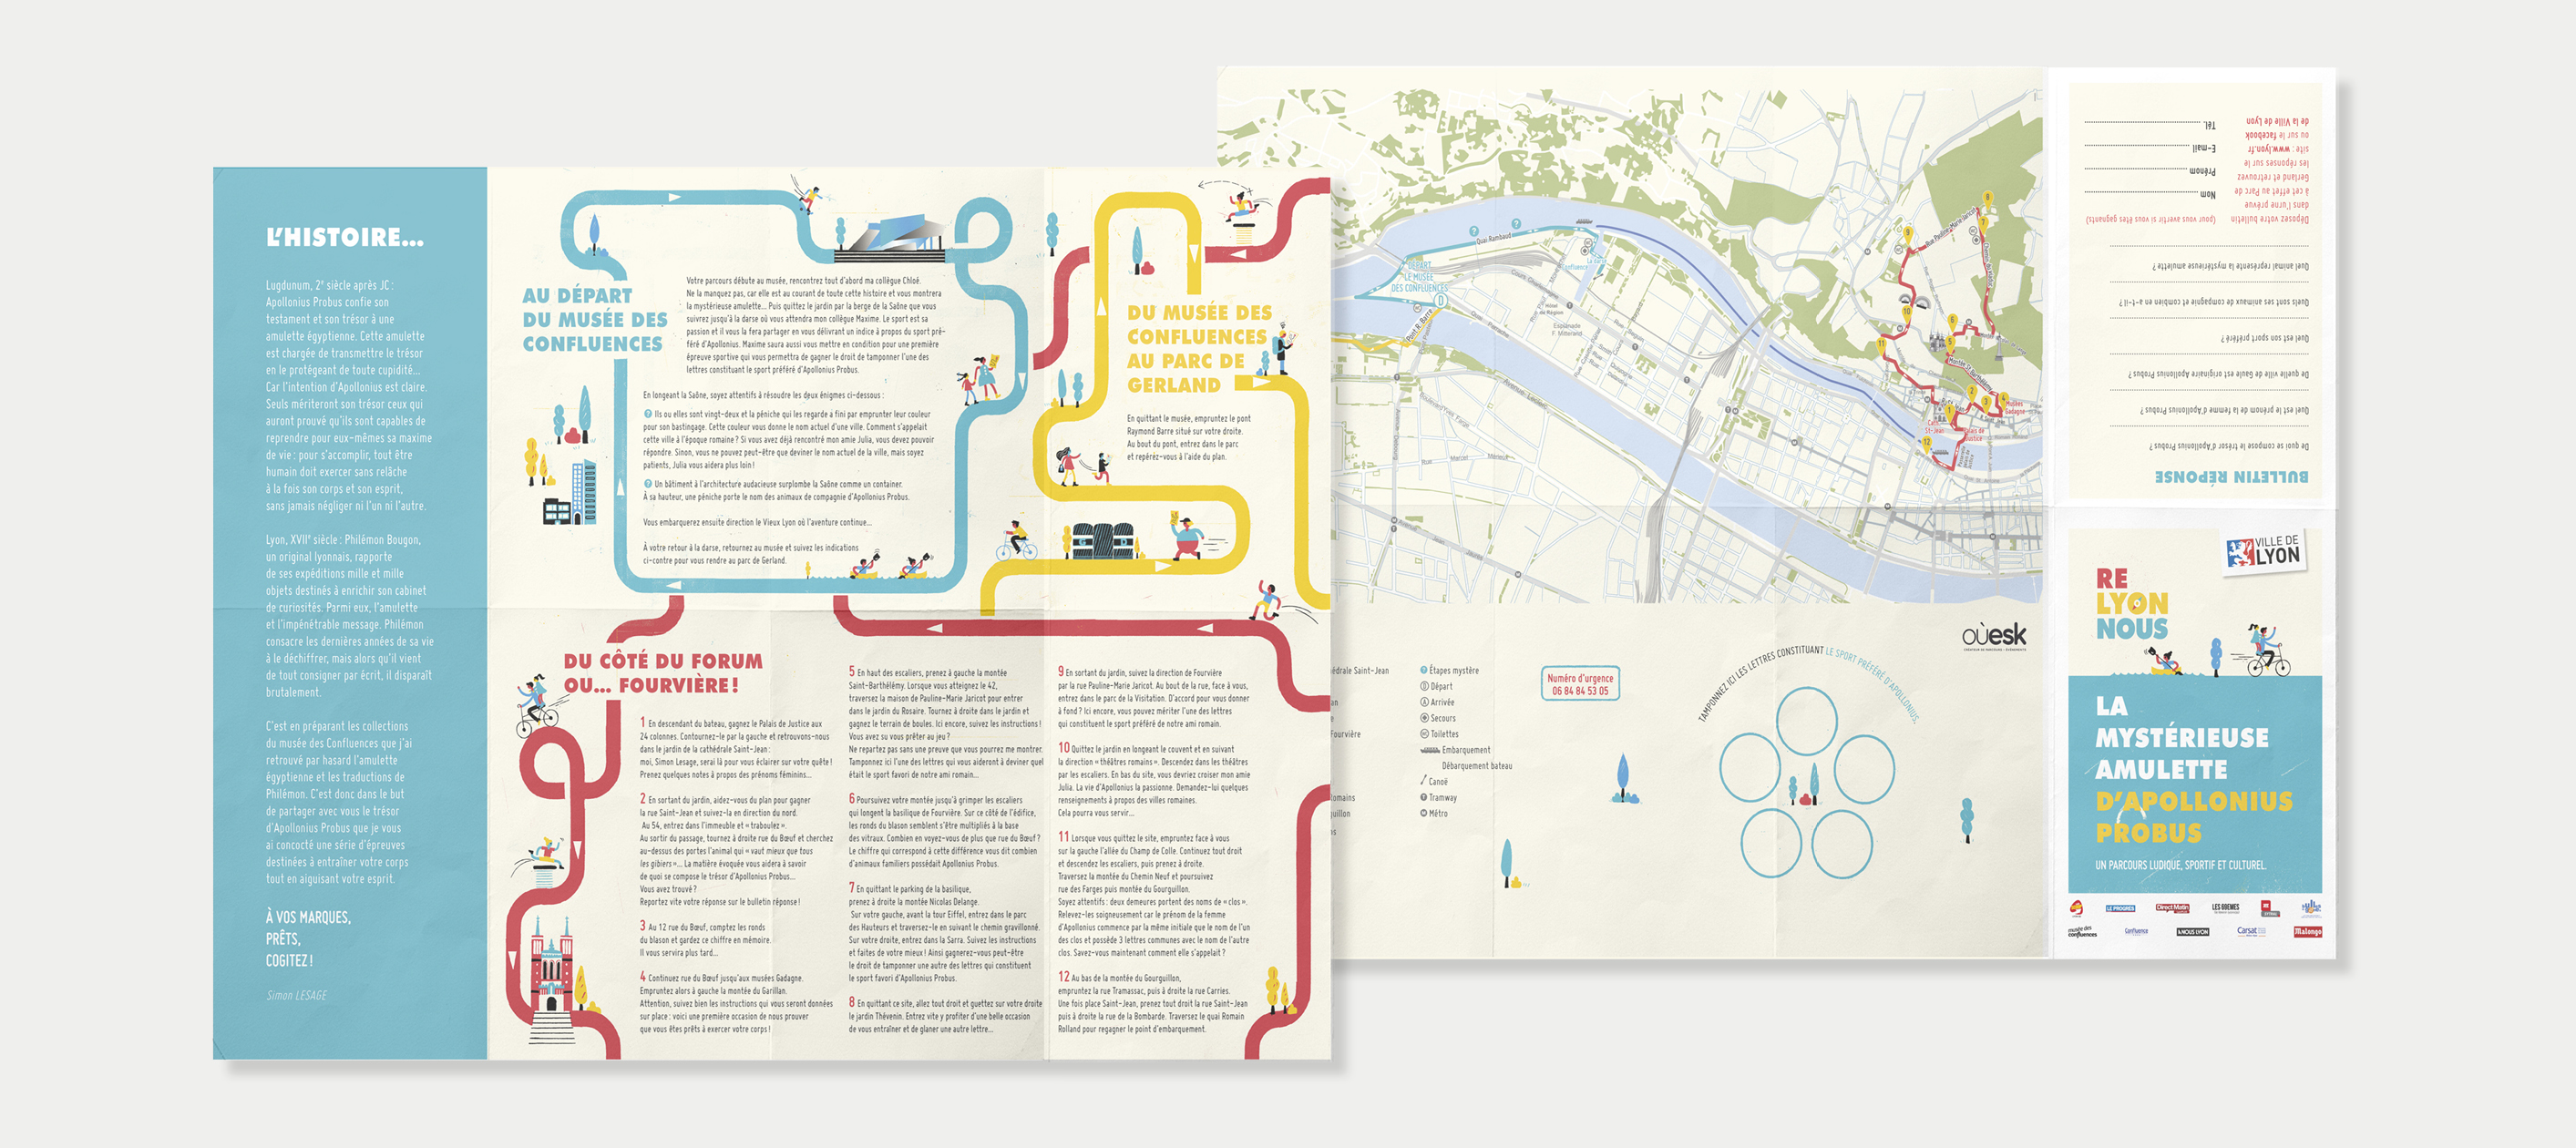 L'HISTOIRE...
Lugdunum, 2e siècle après JC :
Apollonius Probus confie son
testament et son trésor à une
amulette égyptienne. Cette amulette
est chargée de transmettre le trésor
en le protégeant de toute cupidité...
Car l'intention d'Apollonius est claire.
Seuls mériteront son trésor ceux qui
auront prouvé qu'ils sont capables de
reprendre pour eux-mêmes sa maxime
de vie : pour s'accomplir, tout être
humain doit exercer sans relâche
à la fois son corps et son esprit,
sans jamais négliger ni l'un ni l'autre.
Lyon, XVIIe siècle : Philémon Bougon,
un original lyonnais, rapporte
de ses expéditions mille et mille
objets destinés à enrichir son cabinet
de curiosités. Parmi eux, l'amulette
et l'impénétrable message. Philémon
consacre les dernières années de sa vie
à le déchiffrer, mais alors qu'il vient
de tout consigner par écrit, il disparaît
brutalement.
C'est en préparant les collections
du musée des Confluences que j'ai
retrouvé par hasard l'amulette
égyptienne et les traductions de
Philémon. C'est donc dans le but
de partager avec vous le trésor
d'Apollonius Probus que je vous
ai concocté une série d'épreuves
destinées à entraîner votre corps
tout en aiguisant votre esprit.
À VOS MARQUES,
PRÊTS,
COGITEZ !
Simon LESAGE
AU DÉPART
DU MUSÉE DES
CONFLUENCES
Votre parcours débute au musée, rencontrez tout d'abord ma collègue Chloé.
Ne la manquez pas, car elle est au courant de toute cette histoire et vous montrera
la mystérieuse amulette... Puis quittez le jardin par la berge de la Saône que vous
suivrez jusqu'à la darse où vous attendra mon collègue Maxime. Le sport est sa
passion et il vous la fera partager en vous délivrant un indice à propos du sport pré-
féré d'Apollonius. Maxime saura aussi vous mettre en condition pour une première
épreuve sportive qui vous permettra de gagner le droit de tamponner l'une des
lettres constituant le sport préféré d'Apollonius Probus.
En longeant la Saône, soyez attentifs à résoudre les deux énigmes ci-dessous :
? Ils ou elles sont vingt-deux et la péniche qui les regarde a fini par emprunter leur couleur
pour son bastingage. Cette couleur vous donne le nom actuel d'une ville. Comment s'appelait
cette ville à l'époque romaine ? Si vous avez déjà rencontré mon amie Julia, vous devez pouvoir
répondre. Sinon, vous ne pouvez peut-être que deviner le nom actuel de la ville, mais soyez
patients, Julia vous aidera plus loin !
? Un bâtiment à l'architecture audacieuse surplombe la Saône comme un container.
À sa hauteur, une péniche porte le nom des animaux de compagnie d'Apollonius Probus.
Vous embarquerez ensuite direction le Vieux Lyon où l'aventure continue...
À votre retour à la darse, retournez au musée et suivez les indications
ci-contre pour vous rendre au parc de Gerland.
DU MUSÉE DES
CONFLUENCES
AU PARC DE
GERLAND
En quittant le musée, empruntez le pont
Raymond Barre situé sur votre droite.
Au bout du pont, entrez dans le parc
et repérez-vous à l'aide du plan.
DU CÔTÉ DU FORUM
OU... FOURVIÈRE !
1 En descendant du bateau, gagnez le Palais de Justice aux
24 colonnes. Contournez-le par la gauche et retrouvons-nous
dans le jardin de la cathédrale Saint-Jean :
moi, Simon Lesage, serai là pour vous éclairer sur votre quête !
Prenez quelques notes à propos des prénoms féminins...
2 En sortant du jardin, aidez-vous du plan pour gagner
la rue Saint-Jean et suivez-la en direction du nord.
Au 54, entrez dans l'immeuble et « traboulez ».
Au sortir du passage, tournez à droite rue du Bœuf et cherchez
au-dessus des portes l'animal qui « vaut mieux que fous
les gibiers »... La matière évoquée vous aidera à savoir
de quoi se compose le trésor d'Apollonius Probus...
Vous avez trouvé ?
Reportez vite votre réponse sur le bulletin réponse !
3 Au 12 rue du Bœuf, comptez les ronds
du blason et gardez ce chiffre en mémoire.
Il vous servira plus tard...
4 Continuez rue du Bœuf jusqu'aux musées Gadagne.
Empruntez alors à gauche la montée du Garillan.
Attention, suivez bien les instructions qui vous seront données
sur place : voici une première occasion de nous prouver
que vous êtes prêts à exercer votre corps !
5 En haut des escaliers, prenez à gauche la montée
Saint-Barthélémy. Lorsque vous atteignez le 42,
traversez la maison de Pauline-Marie Jaricot pour entrer
dans le jardin du Rosaire. Tournez à droite dans le jardin et
gagnez le terrain de boules. Ici encore, suivez les instructions !
Vous avez su vous prêter au jeu ?
Ne repartez pas sans une preuve que vous pourrez me montrer.
Tamponnez ici l'une des lettres qui vous aideront à deviner quel
était le sport favori de notre ami romain...
6 Poursuivez votre montée jusqu'à grimper les escaliers
qui longent la basilique de Fourvière. Sur ce côté de l'édifice,
les ronds du blason semblent s'être multipliés à la base
des vitraux. Combien en voyez-vous de plus que rue du Bœuf ?
Le chiffre qui correspond à cette différence vous dit combien
d'animaux familiers possédait Apollonius Probus.
7 En quittant le parking de la basilique,
prenez à droite la montée Nicolas Delange.
Sur votre gauche, avant la tour Eiffel, entrez dans le parc
des Hauteurs et traversez-le en suivant le chemin gravillonné.
Sur votre droite, entrez dans la Sarra. Suivez les instructions
et faites de votre mieux ! Ainsi gagnerez-vous peut-être
le droit de tamponner une autre des lettres qui constituent
le sport favori d'Apollonius Probus.
8 En quittant ce site, allez tout droit et guettez sur votre droite
le jardin Thévenin. Entrez vite y profiter d'une belle occasion
de vous entraîner et de glaner une autre lettre...
9 En sortant du jardin, suivez la direction de Fourvière
par la rue Pauline-Marie Jaricot. Au bout de la rue, face à vous,
entrez dans le parc de la Visitation. D'accord pour vous donner
à fond ? Ici encore, vous pouvez mériter l'une des lettres
qui constituent le sport préféré de notre ami romain.
10 Quittez le jardin en longeant le couvent et en suivant
la direction « théâtres romains ». Descendez dans les théâtres
par les escaliers. En bas du site, vous devriez croiser mon amie
Julia. La vie d'Apollonius la passionne. Demandez-lui quelques
renseignements à propos des villes romaines.
Cela pourra vous servir...
11 Lorsque vous quittez le site, empruntez face à vous
sur la gauche l'allée du Champ de Colle. Continuez tout droit
et descendez les escaliers, puis prenez à droite.
Traversez la montée du Chemin Neuf et poursuivez
rue des Farges puis montée du Gourguillon.
Soyez attentifs : deux demeures portent des noms de « clos ».
Relevez-les soigneusement car le prénom de la femme
d'Apollonius commence par la même initiale que le nom de l'un
des clos et possède 3 lettres communes avec le nom de l'autre
clos. Savez-vous maintenant comment elle s'appelait ?
12 Au bas de la montée du Gourguillon,
empruntez la rue Tramassac, puis à droite la rue Carries.
Une fois place Saint-Jean, prenez tout droit la rue Saint-Jean
puis à droite la rue de la Bombarde. Traversez le quai Romain
Rolland pour regagner le point d'embarquement.
DÉPART
LE MUSÉE
DES CONFLUENCES
D
Quai Rambaud
Pont R. Barre
La darse
Confluence
Hôtel
de Région
Esplanade
F. Mitterrand
Rue Marcel Mérieux
Avenue Leclerc
Avenue Jean Jaurès
Rue Pauline-Marie Jaricot
Montée St Barthélémy
Musées
Gadagne
Palais de
Justice
Cath.
St-Jean
1
2
3
4
5
6
7
8
9
10
11
12
édrale Saint-Jean
Fourvière
omains
guillon
? Étapes mystère
D Départ
A Arrivée
Secours
Toilettes
Embarquement
Débarquement bateau
Canoë
Tramway
Métro
Numéro d'urgence
06 84 84 53 05
TAMPONNEZ ICI LES LETTRES CONSTITUANT LE SPORT PRÉFÉRÉ D'APOLLONIUS.
oùesk
BULLETIN RÉPONSE
De quoi se compose le trésor d'Apollonius Probus ?
Quel est le prénom de la femme d'Apollonius Probus ?
De quelle ville de Gaule est originaire Apollonius Probus ?
Quel est son sport préféré ?
Quels sont ses animaux de compagnie et combien en a-t-il ?
Quel animal représente la mystérieuse amulette ?
Déposez votre bulletin
dans l'urne prévue
à cet effet au Parc de
Gerland et retrouvez
les réponses sur le
site : www.lyon.fr
ou sur le facebook
de la Ville de Lyon
(pour vous avertir si vous êtes gagnants)
Nom
Prénom
E-mail
Tél.
VILLE DE
LYON
RE
LYON
NOUS
LA
MYSTÉRIEUSE
AMULETTE
D'APOLLONIUS
PROBUS
UN PARCOURS LUDIQUE, SPORTIF ET CULTUREL.
LE PROGRES
Direct Matin
LES GONES
musée des
confluences
Confluence
A NOUS LYON
Carsat
Malongo